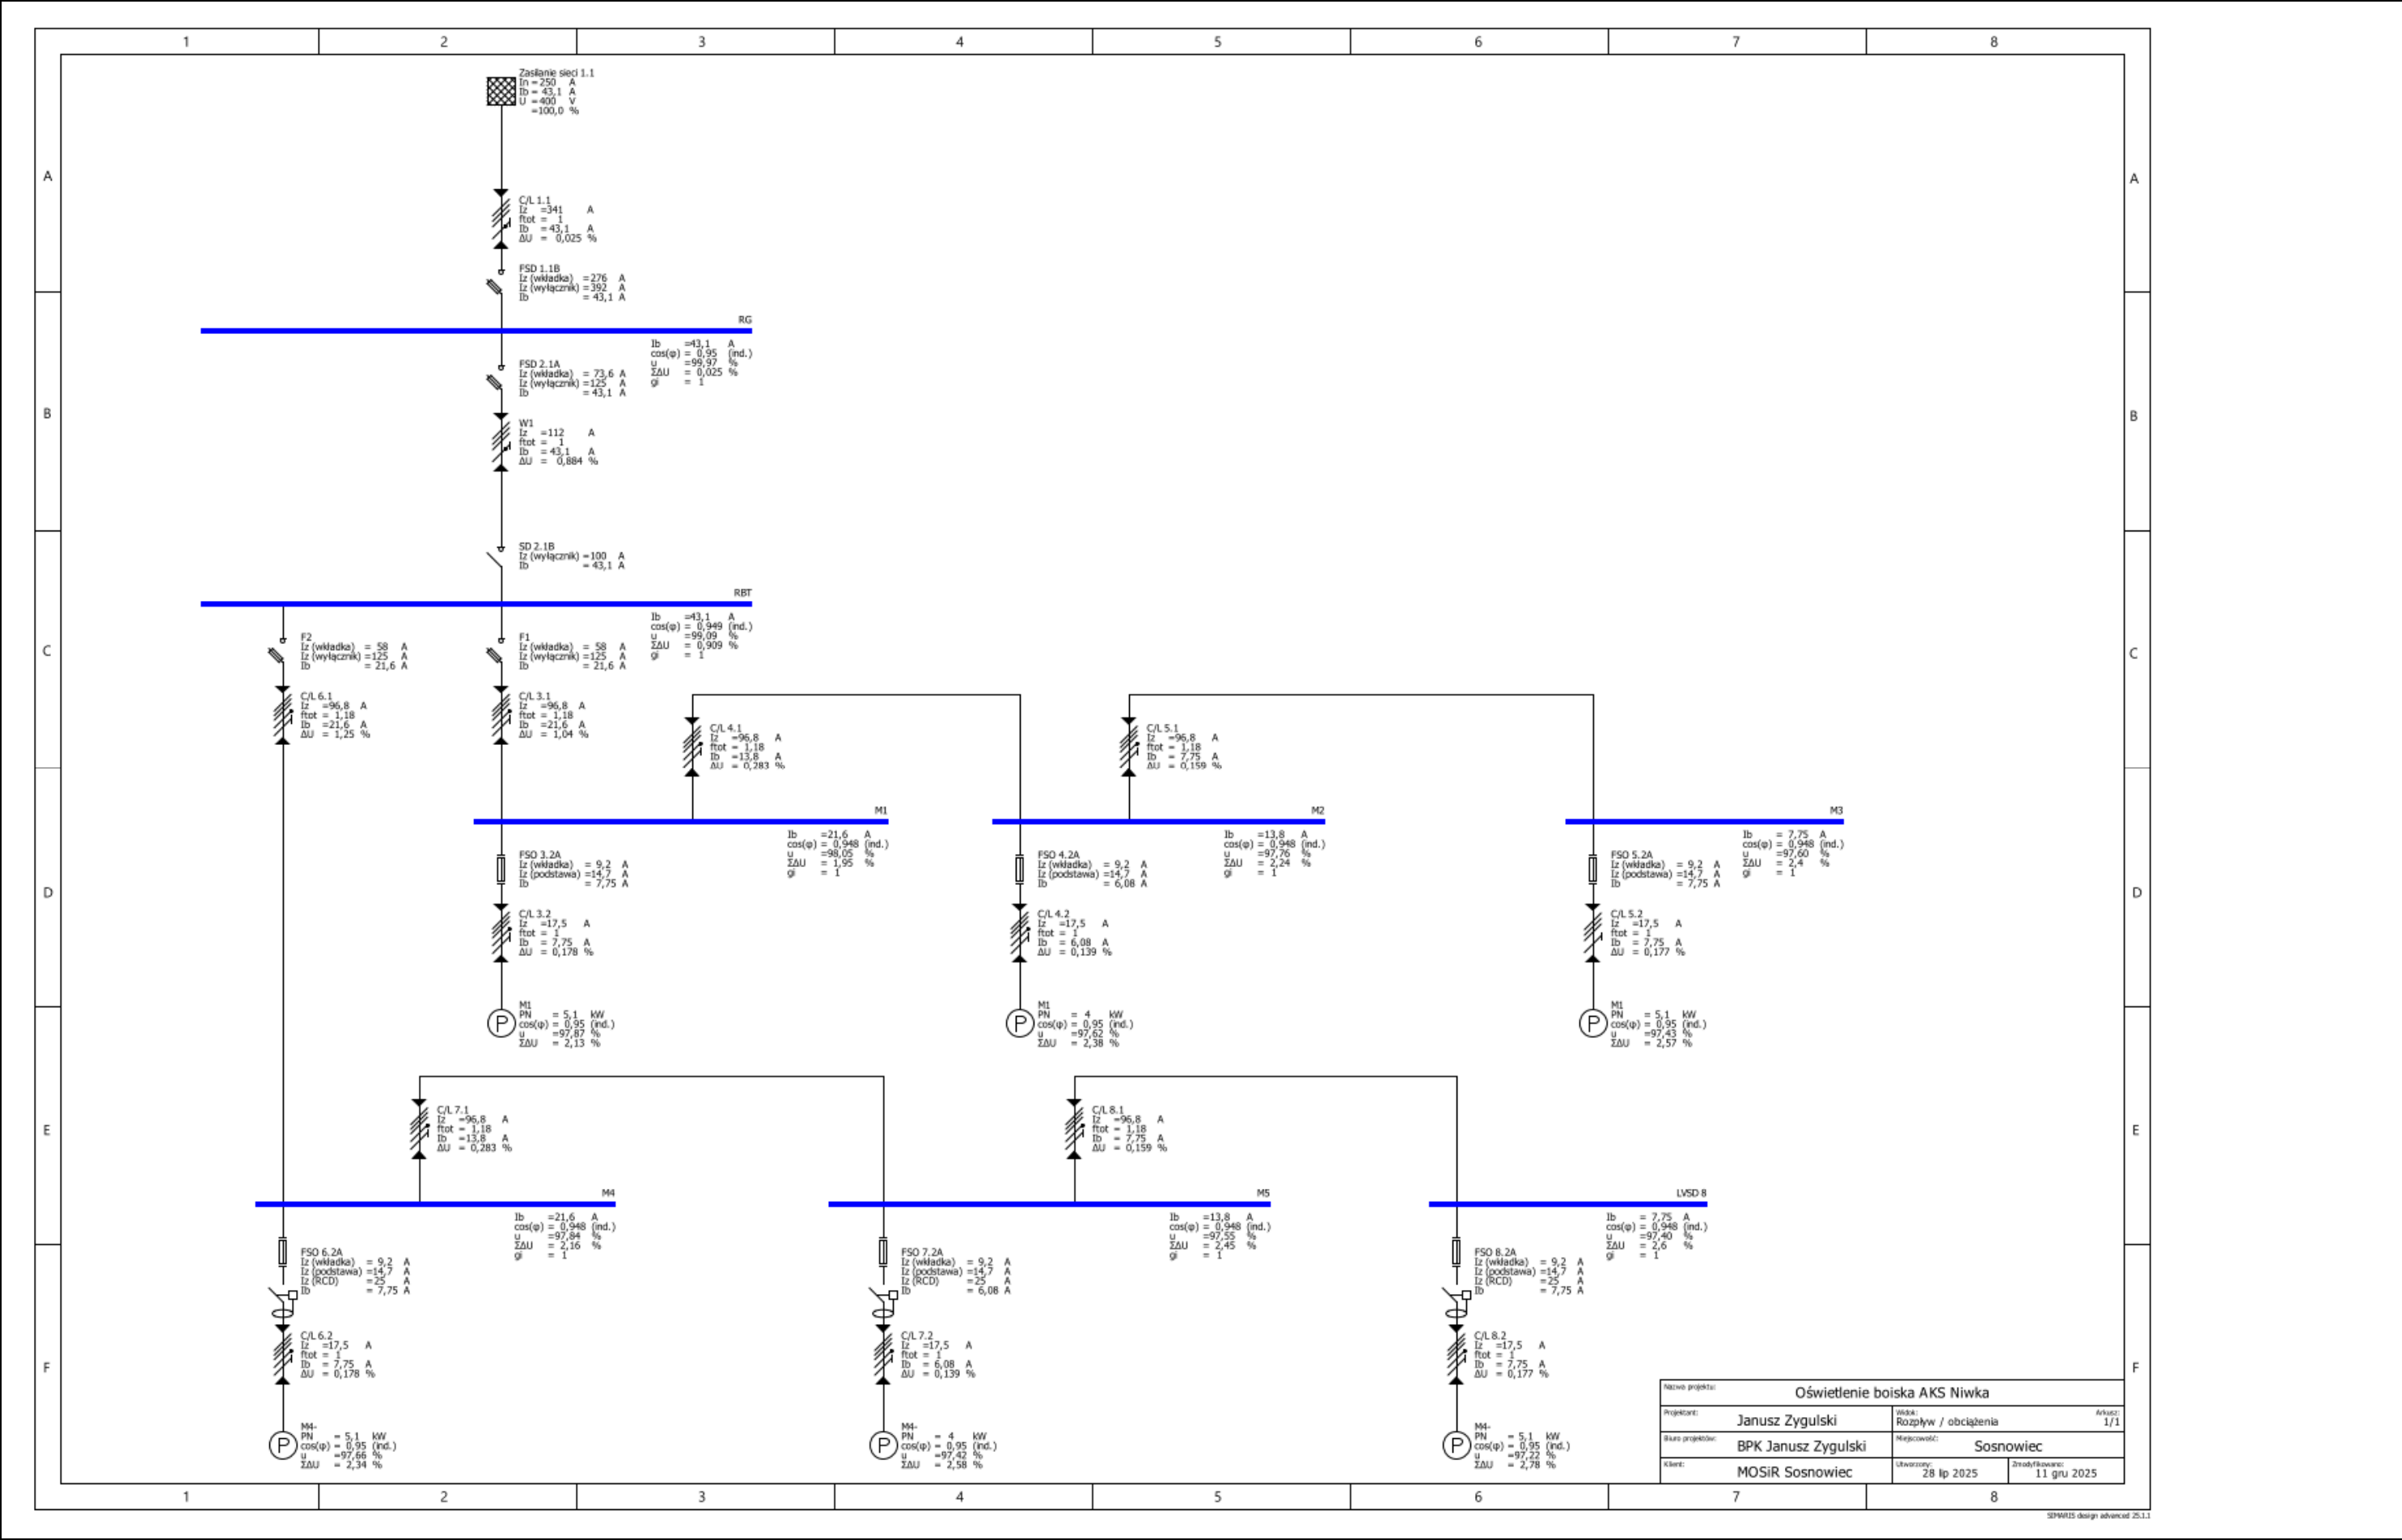 1 2 3 4 5 6 7 8
Zasilanie sieci 1.1
In =250 A
Ib = 43,1 A
U =400 V
=100,0 %
A A
C/L 1.1
Iz =341 A
ftot = 1
Ib = 43,1 A
ΔU = 0,025 %
FSD 1.1B
Iz (wkładka) =276 A
Iz (wyłącznik) =392 A
Ib = 43,1 A
RG
Ib =43,1 A
cos(φ) = 0,95 (ind.)
u =99,97 %
ΣΔU = 0,025 %
gi = 1
FSD 2.1A
Iz (wkładka) = 73,6 A
Iz (wyłącznik) =125 A
Ib = 43,1 A
B B
W1
Iz =112 A
ftot = 1
Ib = 43,1 A
ΔU = 0,884 %
SD 2.1B
Iz (wyłącznik) =100 A
Ib = 43,1 A
RBT
Ib =43,1 A
cos(φ) = 0,949 (ind.)
u =99,09 %
ΣΔU = 0,909 %
gi = 1
C C
F2
Iz (wkładka) = 58 A
Iz (wyłącznik) =125 A
Ib = 21,6 A
F1
Iz (wkładka) = 58 A
Iz (wyłącznik) =125 A
Ib = 21,6 A
C/L 6.1
Iz =96,8 A
ftot = 1,18
Ib =21,6 A
ΔU = 1,25 %
C/L 3.1
Iz =96,8 A
ftot = 1,18
Ib =21,6 A
ΔU = 1,04 %
C/L 4.1
Iz =96,8 A
ftot = 1,18
Ib =13,8 A
ΔU = 0,283 %
C/L 5.1
Iz =96,8 A
ftot = 1,18
Ib = 7,75 A
ΔU = 0,159 %
M1
Ib =21,6 A
cos(φ) = 0,948 (ind.)
u =98,05 %
ΣΔU = 1,95 %
gi = 1
M2
Ib =13,8 A
cos(φ) = 0,948 (ind.)
u =97,76 %
ΣΔU = 2,24 %
gi = 1
M3
Ib = 7,75 A
cos(φ) = 0,948 (ind.)
u =97,60 %
ΣΔU = 2,4 %
gi = 1
D D
FSO 3.2A
Iz (wkładka) = 9,2 A
Iz (podstawa) =14,7 A
Ib = 7,75 A
FSO 4.2A
Iz (wkładka) = 9,2 A
Iz (podstawa) =14,7 A
Ib = 6,08 A
FSO 5.2A
Iz (wkładka) = 9,2 A
Iz (podstawa) =14,7 A
Ib = 7,75 A
C/L 3.2
Iz =17,5 A
ftot = 1
Ib = 7,75 A
ΔU = 0,178 %
C/L 4.2
Iz =17,5 A
ftot = 1
Ib = 6,08 A
ΔU = 0,139 %
C/L 5.2
Iz =17,5 A
ftot = 1
Ib = 7,75 A
ΔU = 0,177 %
P
M1
PN = 5,1 kW
cos(φ) = 0,95 (ind.)
u =97,87 %
ΣΔU = 2,13 %
P
M1
PN = 4 kW
cos(φ) = 0,95 (ind.)
u =97,62 %
ΣΔU = 2,38 %
P
M1
PN = 5,1 kW
cos(φ) = 0,95 (ind.)
u =97,43 %
ΣΔU = 2,57 %
E E
C/L 7.1
Iz =96,8 A
ftot = 1,18
Ib =13,8 A
ΔU = 0,283 %
C/L 8.1
Iz =96,8 A
ftot = 1,18
Ib = 7,75 A
ΔU = 0,159 %
M4
Ib =21,6 A
cos(φ) = 0,948 (ind.)
u =97,84 %
ΣΔU = 2,16 %
gi = 1
M5
Ib =13,8 A
cos(φ) = 0,948 (ind.)
u =97,55 %
ΣΔU = 2,45 %
gi = 1
LVSD 8
Ib = 7,75 A
cos(φ) = 0,948 (ind.)
u =97,40 %
ΣΔU = 2,6 %
gi = 1
FSO 6.2A
Iz (wkładka) = 9,2 A
Iz (podstawa) =14,7 A
Iz (RCD) =25 A
Ib = 7,75 A
FSO 7.2A
Iz (wkładka) = 9,2 A
Iz (podstawa) =14,7 A
Iz (RCD) =25 A
Ib = 6,08 A
FSO 8.2A
Iz (wkładka) = 9,2 A
Iz (podstawa) =14,7 A
Iz (RCD) =25 A
Ib = 7,75 A
F F
C/L 6.2
Iz =17,5 A
ftot = 1
Ib = 7,75 A
ΔU = 0,178 %
C/L 7.2
Iz =17,5 A
ftot = 1
Ib = 6,08 A
ΔU = 0,139 %
C/L 8.2
Iz =17,5 A
ftot = 1
Ib = 7,75 A
ΔU = 0,177 %
P
M4-
PN = 5,1 kW
cos(φ) = 0,95 (ind.)
u =97,66 %
ΣΔU = 2,34 %
P
M4-
PN = 4 kW
cos(φ) = 0,95 (ind.)
u =97,42 %
ΣΔU = 2,58 %
P
M4-
PN = 5,1 kW
cos(φ) = 0,95 (ind.)
u =97,22 %
ΣΔU = 2,78 %
Nazwa projektu: Oświetlenie boiska AKS Niwka
Projektant: Janusz Zygulski
Widok: Rozpływ / obciążenia
Arkusz: 1/1
Biuro projektów: BPK Janusz Zygulski
Miejscowość: Sosnowiec
Klient: MOSiR Sosnowiec
Utworzony: 28 lip 2025
Zmodyfikowano: 11 gru 2025
1 2 3 4 5 6 7 8
SIMARIS design advanced 25.1.1